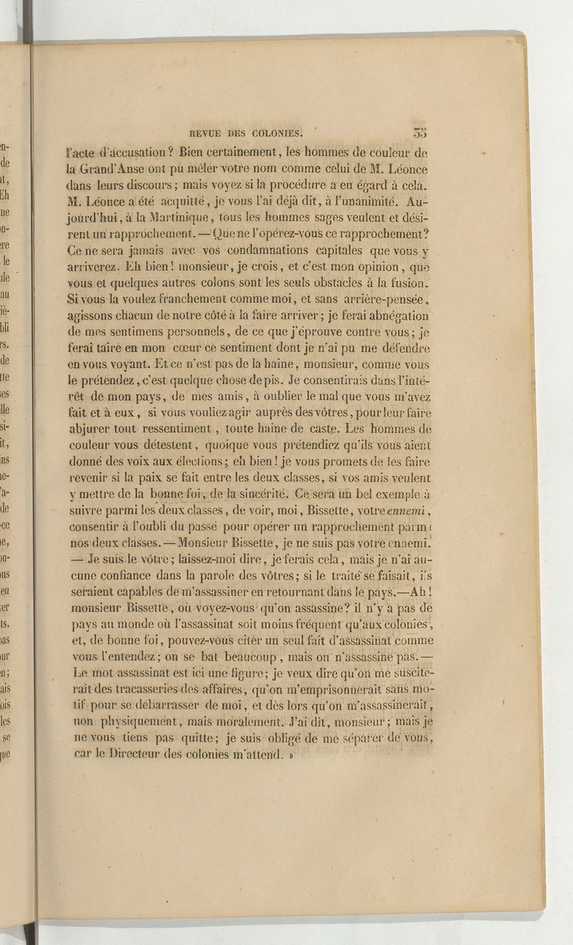 REVUE DES COLONIES. 35
l'acte d'accusation? Bien certainement, les hommes de couleur de
la Grand'Anse ont pu mêler votre nom comme celui de M. Léonce
dans leurs discours; mais voyez si la procédure a eu égard à cela.
M. Léonce a été acquitté, je vous l'ai déjà dit, à l'unanimité. Au-
jourd'hui, à la Martinique, tous les hommes sages veulent et dési-
rent un rapprochement. — Que ne l'opérez-vous ce rapprochement?
Ce ne sera jamais avec vos condamnations capitales que vous y
arriverez. Eh bien! monsieur, je crois, et c'est mon opinion, que
vous et quelques autres colons sont les seuls obstacles à la fusion.
Si vous la voulez franchement comme moi, et sans arrière-pensée,
agissons chacun de notre côté à la faire arriver; je ferai abnégation
de mes sentimens personnels, de ce que j'éprouve contre vous; je
ferai taire en mon cœur ce sentiment dont je n'ai pu me défendre
en vous voyant. Et ce n'est pas de la haine, monsieur, comme vous
le prétendez, c'est quelque chose de pis. Je consentirais dans l'inté-
rêt de mon pays, de mes amis, à oublier le mal que vous m'avez
fait et à eux, si vous vouliez agir auprès des vôtres, pour leur faire
abjurer tout ressentiment, toute haine de caste. Les hommes de
couleur vous détestent, quoique vous prétendiez qu'ils vous aient
donné des voix aux élections; eh bien! je vous promets de les faire
revenir si la paix se fait entre les deux classes, si vos amis veulent
y mettre de la bonne foi, de la sincérité. Ce sera un bel exemple à
suivre parmi les deux classes, de voir, moi, Bissette, votre ennemi,
consentir à l'oubli du passé pour opérer un rapprochement parmi
nos deux classes. — Monsieur Bissette, je ne suis pas votre ennemi.
— Je suis le vôtre; laissez-moi dire, je ferais cela, mais je n'ai au-
cune confiance dans la parole des vôtres; si le traité se faisait, ils
seraient capables de m'assassiner en retournant dans le pays.—Ah!
monsieur Bissette, où voyez-vous qu'on assassine? il n'y a pas de
pays au monde où l'assassinat soit moins fréquent qu'aux colonies,
et, de bonne foi, pouvez-vous citer un seul fait d'assassinat comme
vous l'entendez; on se bat beaucoup, mais on n'assassine pas. —
Le mot assassinat est ici une figure; je veux dire qu'on me suscite-
rait des tracasseries des affaires, qu'on m'emprisonnerait sans mo-
tif pour se débarrasser de moi, et dès lors qu'on m'assassinerait,
non physiquement, mais moralement. J'ai dit, monsieur; mais je
ne vous tiens pas quitte; je suis obligé de me séparer de vous,
car le Directeur des colonies m'attend. »